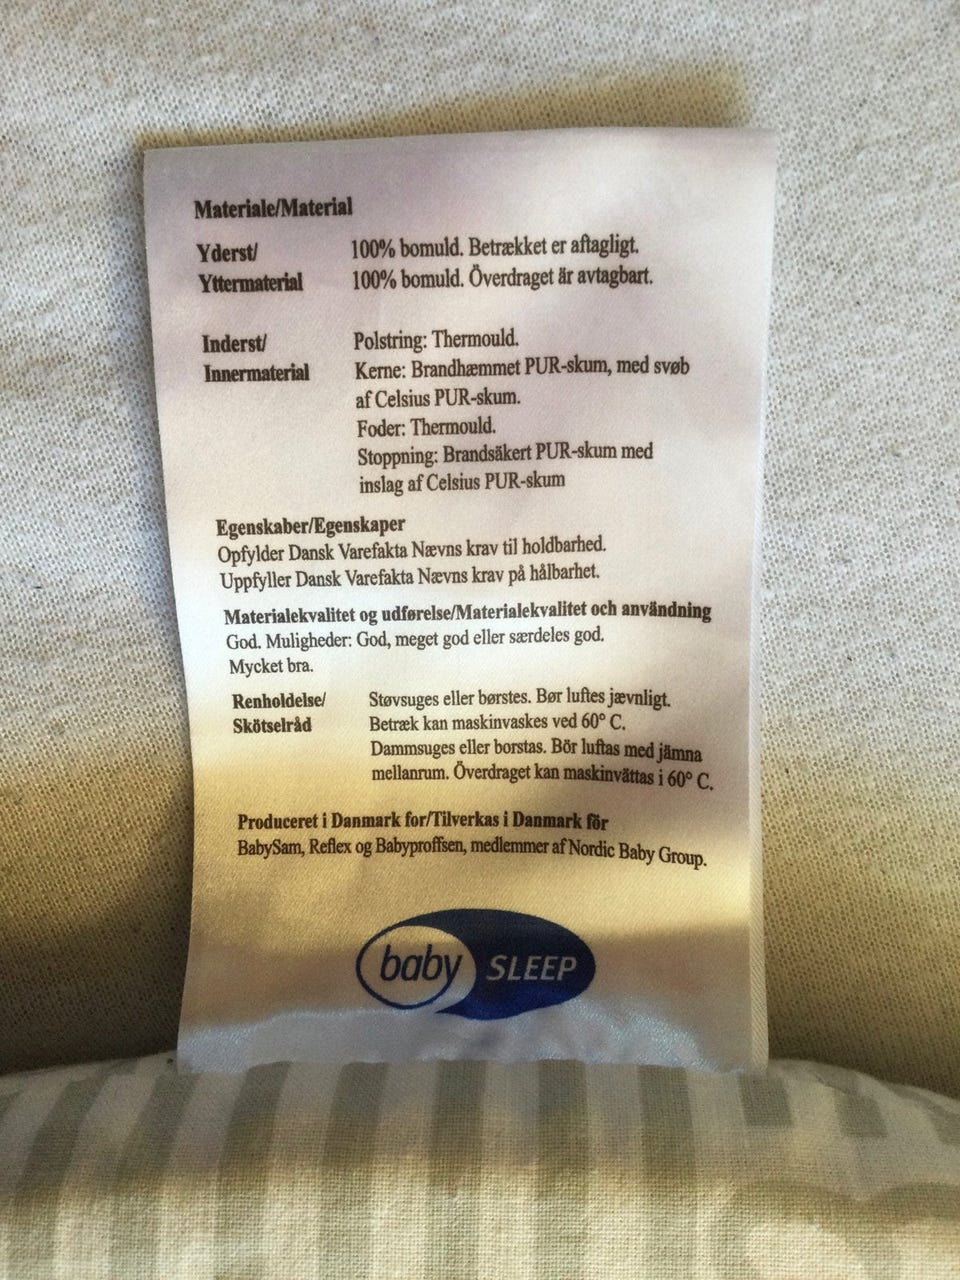 Materiale/Material
Yderst/ 100% bomuld. Betrækket er aftagligt.
Yttermaterial 100% bomuld. Överdraget är avtagbart.
Inderst/ Polstring: Thermould.
Innermaterial Kerne: Brandhæmmet PUR-skum, med svøb
af Celsius PUR-skum.
Foder: Thermould.
Stoppning: Brandsäkert PUR-skum med
inslag af Celsius PUR-skum
Egenskaber/Egenskaper
Opfylder Dansk Varefakta Nævns krav til holdbarhed.
Uppfyller Dansk Varefakta Nævns krav på hålbarhet.
Materialekvalitet og udførelse/Materialekvalitet och användning
God. Muligheder: God, meget god eller særdeles god.
Mycket bra.
Renholdelse/ Støvsuges eller børstes. Bør luftes jævnligt.
Skötselråd Betræk kan maskinvaskes ved 60° C.
Dammsuges eller borstas. Bör luftas med jämna
mellanrum. Överdraget kan maskinvättas i 60° C.
Produceret i Danmark for/Tilverkas i Danmark för
BabySam, Reflex og Babyproffsen, medlemmer af Nordic Baby Group.
baby SLEEP